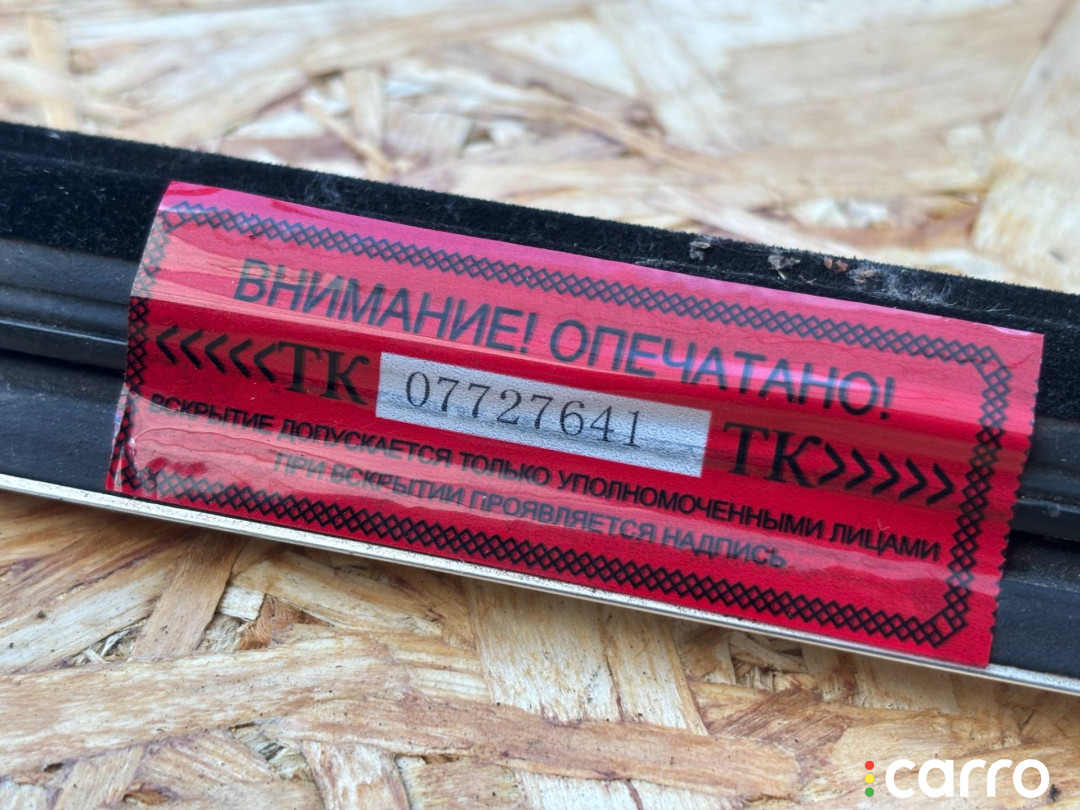 ВНИМАНИЕ! ОПЕЧАТАНО!
<<<<<ТК 07727641 ТК>>>>>
ВСКРЫТИЕ ДОПУСКАЕТСЯ ТОЛЬКО УПОЛНОМОЧЕННЫМИ ЛИЦАМИ
ПРИ ВСКРЫТИИ ПРОЯВЛЯЕТСЯ НАДПИСЬ
carro